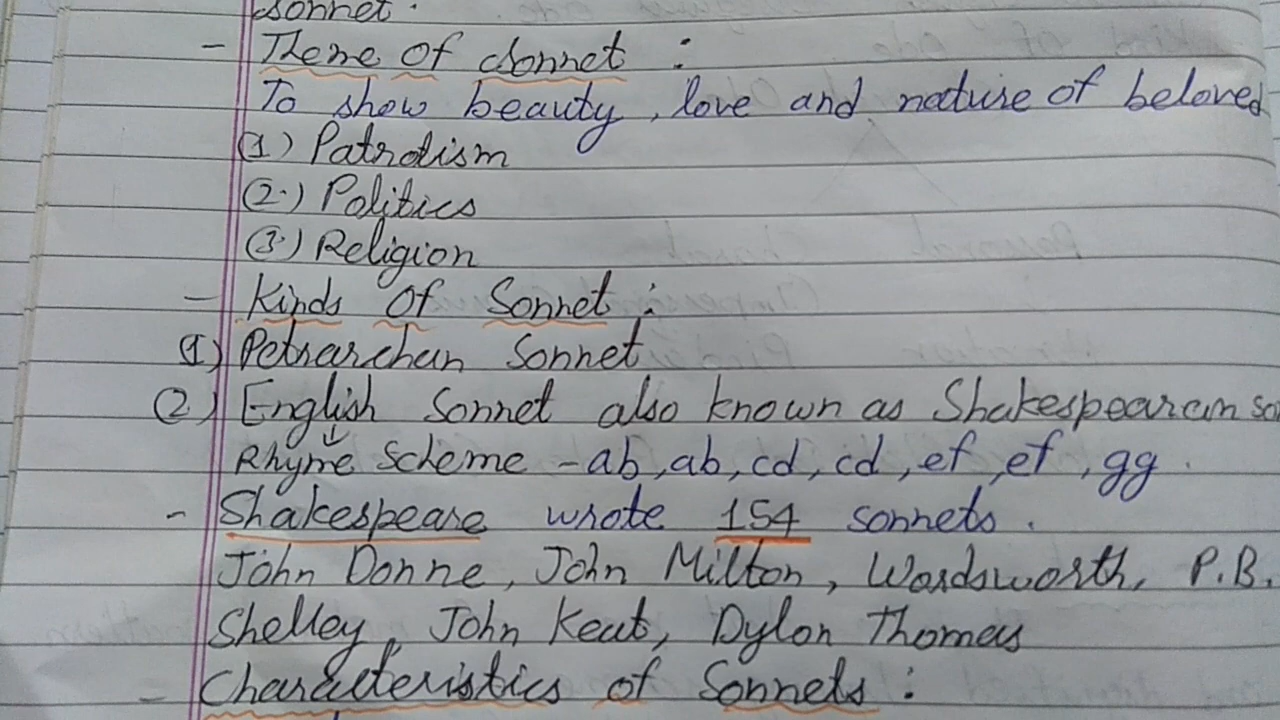 sonnet.
- Theme of sonnet :
To show beauty, love and nature of beloved
(1) Patrotism
(2.) Politics
(3.) Religion
- Kinds Of Sonnet :
(1) Petrarchan Sonnet
(2) English Sonnet also known as Shakespearean so
Rhyme Scheme - ab, ab, cd, cd, ef, ef, gg.
- Shakespeare wrote 154 sonnets.
John Donne, John Milton, Wordsworth, P.B.
Shelley, John Keat, Dylon Thomas
- Characteristics of Sonnets :